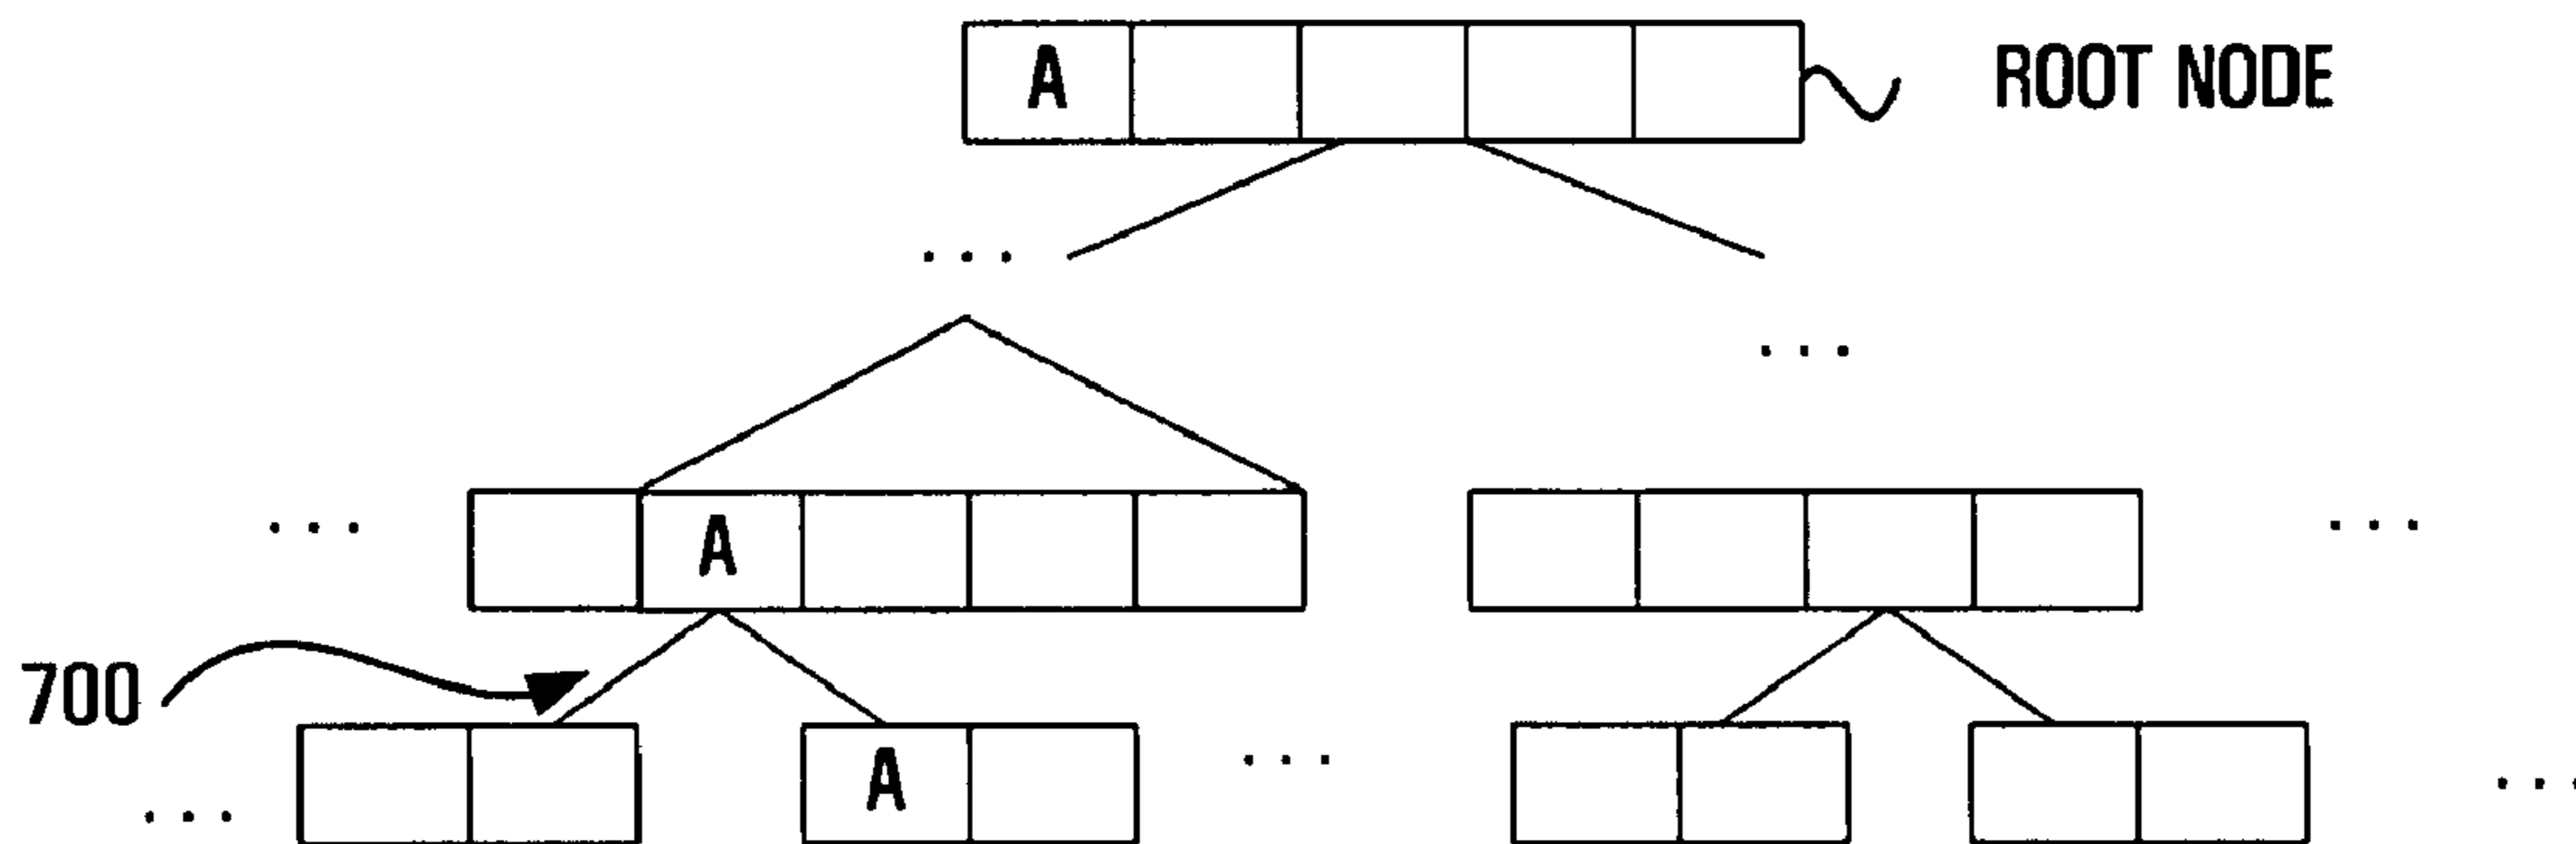 A
ROOT NODE
. . .
. . .
. . .
A
. . .
700
. . .
A
. . .
. . .